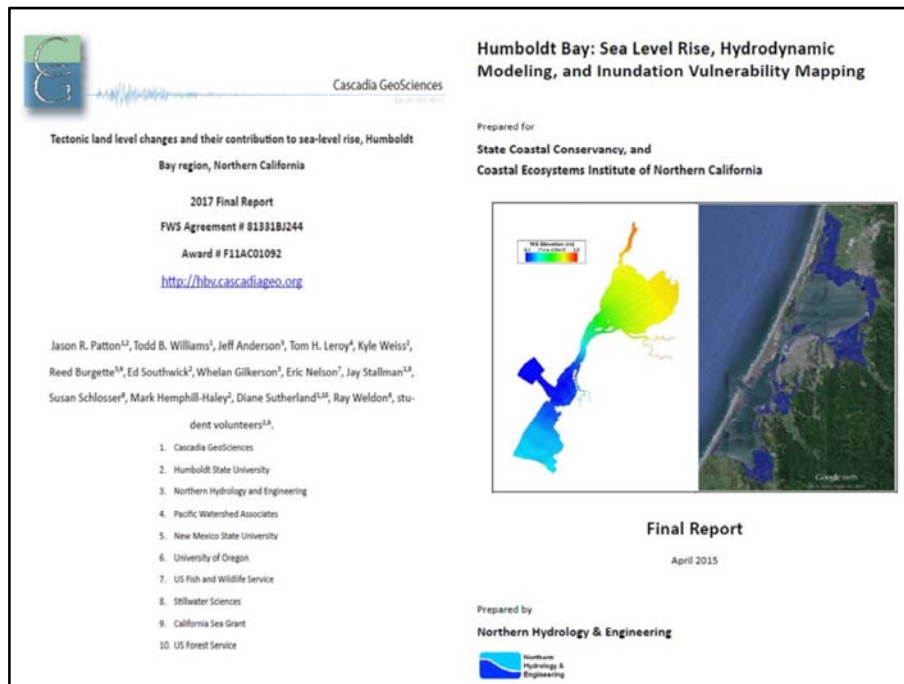 Cascadia GeoSciences
Tectonic land level changes and their contribution to sea-level rise, Humboldt
Bay region, Northern California
2017 Final Report
FWS Agreement # 81331BJ244
Award # F11AC01092
http://hbv.cascadiageo.org
Jason R. Patton1,2, Todd B. Williams1, Jeff Anderson3, Tom H. Leroy4, Kyle Weiss2,
Reed Burgette5,6, Ed Southwick2, Whelan Gilkerson3, Eric Nelson7, Jay Stallman1,8,
Susan Schlosser9, Mark Hemphill-Haley2, Diane Sutherland1,10, Ray Weldon6, stu-
dent volunteers2,6.
1. Cascadia GeoSciences
2. Humboldt State University
3. Northern Hydrology and Engineering
4. Pacific Watershed Associates
5. New Mexico State University
6. University of Oregon
7. US Fish and Wildlife Service
8. Stillwater Sciences
9. California Sea Grant
10. US Forest Service
Humboldt Bay: Sea Level Rise, Hydrodynamic
Modeling, and Inundation Vulnerability Mapping
Prepared for
State Coastal Conservancy, and
Coastal Ecosystems Institute of Northern California
WS Elevation (m)
Google earth
Final Report
April 2015
Prepared by
Northern Hydrology & Engineering
Northern
Hydrology &
Engineering